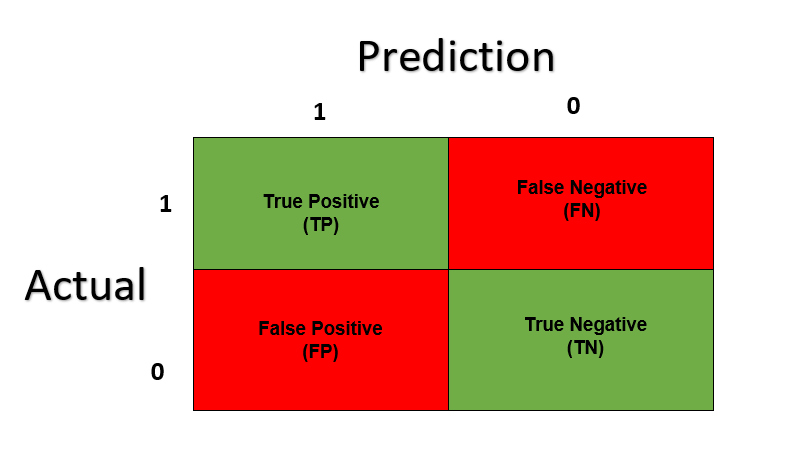 Prediction
1
0
1
True Positive
(TP)
False Negative
(FN)
Actual
0
False Positive
(FP)
True Negative
(TN)